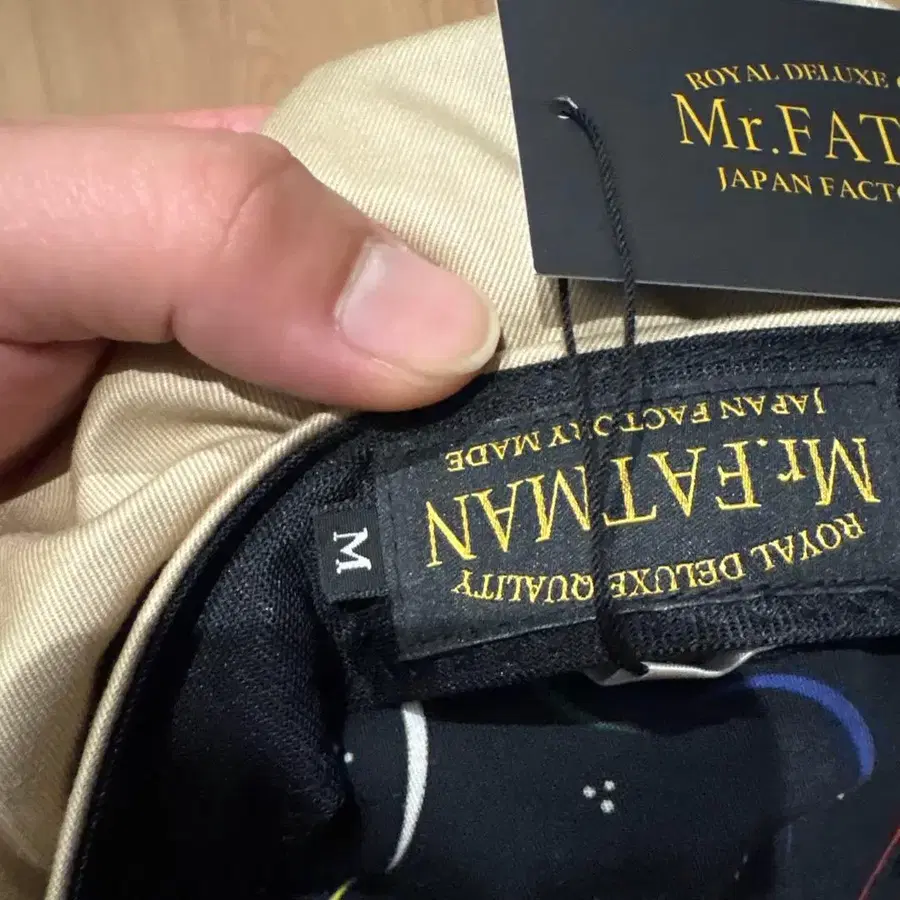 ROYAL DELUXE
Mr.FAT
JAPAN FACTO
ROYAL DELUXE QUALITY
Mr.FATMAN
JAPAN FACTORY MADE
M